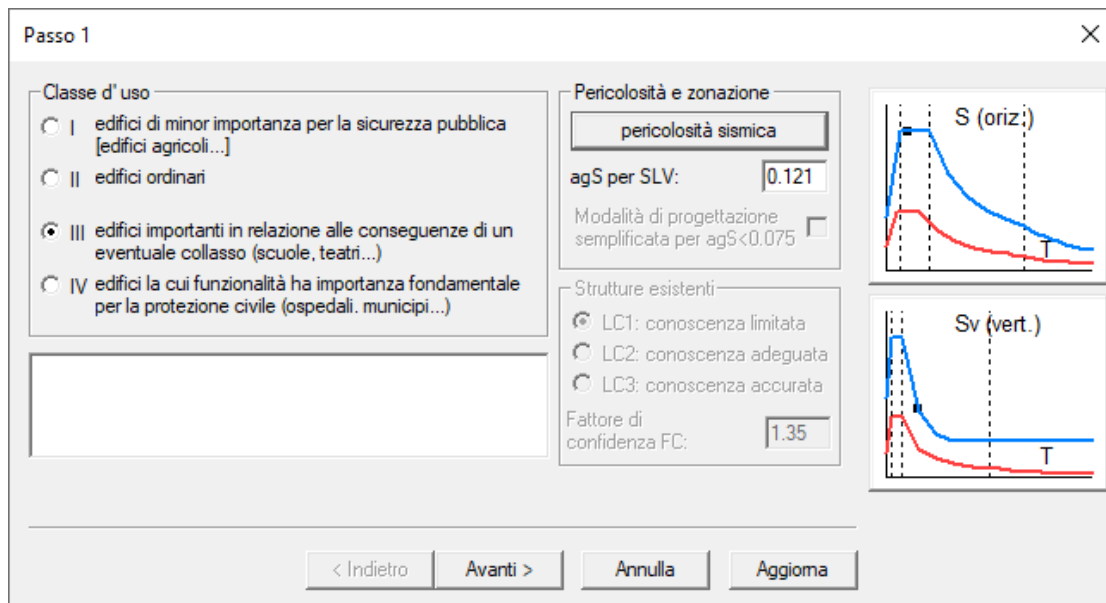 Passo 1
Classe d' uso
I edifici di minor importanza per la sicurezza pubblica
[edifici agricoli...]
II edifici ordinari
III edifici importanti in relazione alle conseguenze di un
eventuale collasso (scuole, teatri...)
IV edifici la cui funzionalità ha importanza fondamentale
per la protezione civile (ospedali. municipi...)
Pericolosità e zonazione
pericolosità sismica
agS per SLV: 0.121
Modalità di progettazione
semplificata per agS<0.075
Strutture esistenti
LC1: conoscenza limitata
LC2: conoscenza adeguata
LC3: conoscenza accurata
Fattore di
confidenza FC: 1.35
S (oriz.)
T
Sv (vert.)
T
< Indietro
Avanti >
Annulla
Aggiorna